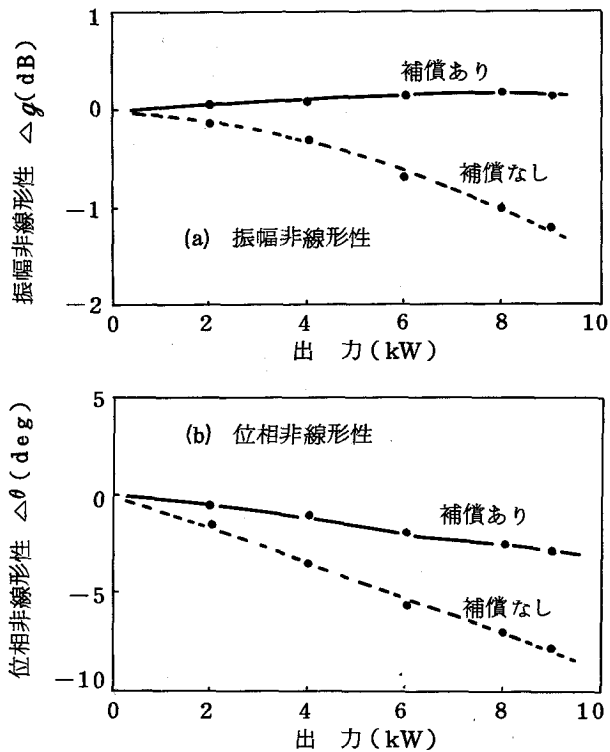 1
0
-1
-2
振幅非線形性 △g(dB)
補償あり
補償なし
(a) 振幅非線形性
0 2 4 6 8 10
出 力(kW)
5
0
-5
-10
位相非線形性 △θ(deg)
(b) 位相非線形性
補償あり
補償なし
0 2 4 6 8 10
出 力(kW)